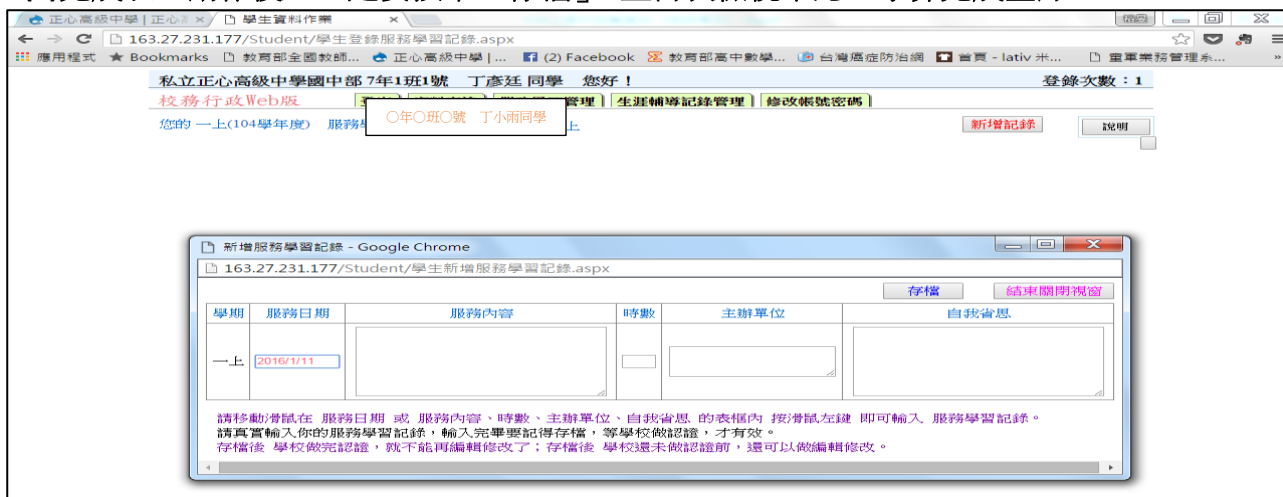 正心高級中學 | 正心高 × 學生資料作業 ×
163.27.231.177/Student/學生登錄服務學習記錄.aspx
應用程式 Bookmarks 教育部全國教師... 正心高級中學 | ... (2) Facebook 教育部高中數學... 台灣癌症防治網 首頁 - lativ 米... 童軍業務管理系... »
私立正心高級中學國中部 7年1班1號 丁彥廷 同學 您好! 登錄次數:1
校務行政Web版 管理 生涯輔導記錄管理 修改帳號密碼
〇年〇班〇號 丁小雨同學
您的 一上(104學年度) 服務學 上 新增記錄 說明
新增服務學習記錄 - Google Chrome
163.27.231.177/Student/學生新增服務學習記錄.aspx
存檔 結束關閉視窗
學期 服務日期 服務內容 時數 主辦單位 自我省思
一上 2016/1/11
請移動滑鼠在 服務日期 或 服務內容、時數、主辦單位、自我省思 的表框內 按滑鼠左鍵 即可輸入 服務學習記錄。
請真實輸入你的服務學習記錄,輸入完畢要記得存檔,等學校做認證,才有效。
存檔後 學校做完認證,就不能再編輯修改了;存檔後 學校還未做認證前,還可以做編輯修改。